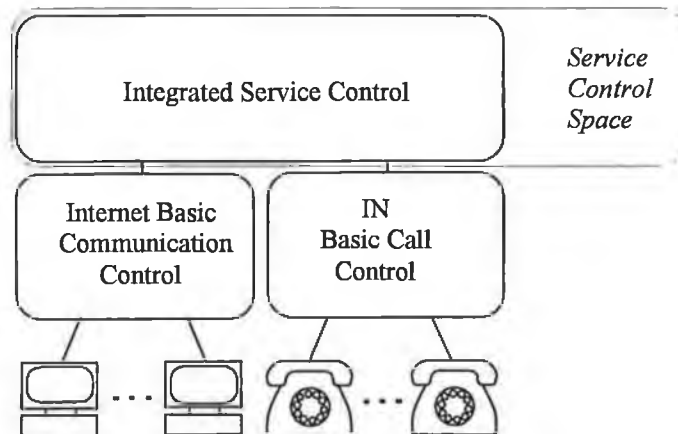 Integrated Service Control
Service
Control
Space
Internet Basic
Communication
Control
IN
Basic Call
Control